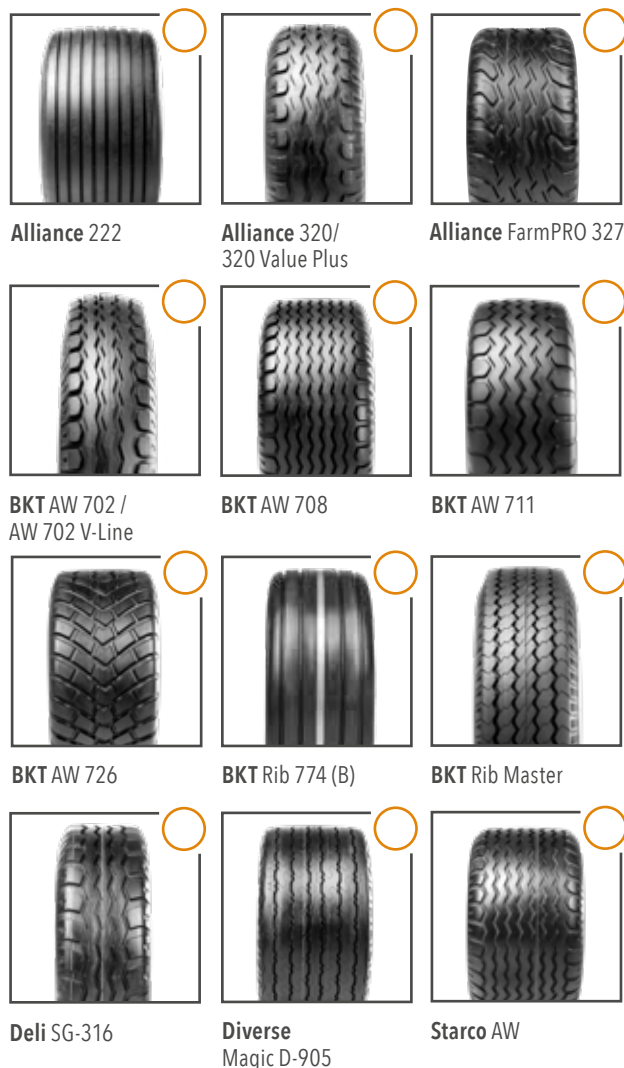 Alliance 222
Alliance 320/
320 Value Plus
Alliance FarmPRO 327
BKT AW 702 /
AW 702 V-Line
BKT AW 708
BKT AW 711
BKT AW 726
BKT Rib 774 (B)
BKT Rib Master
Deli SG-316
Diverse
Magic D-905
Starco AW